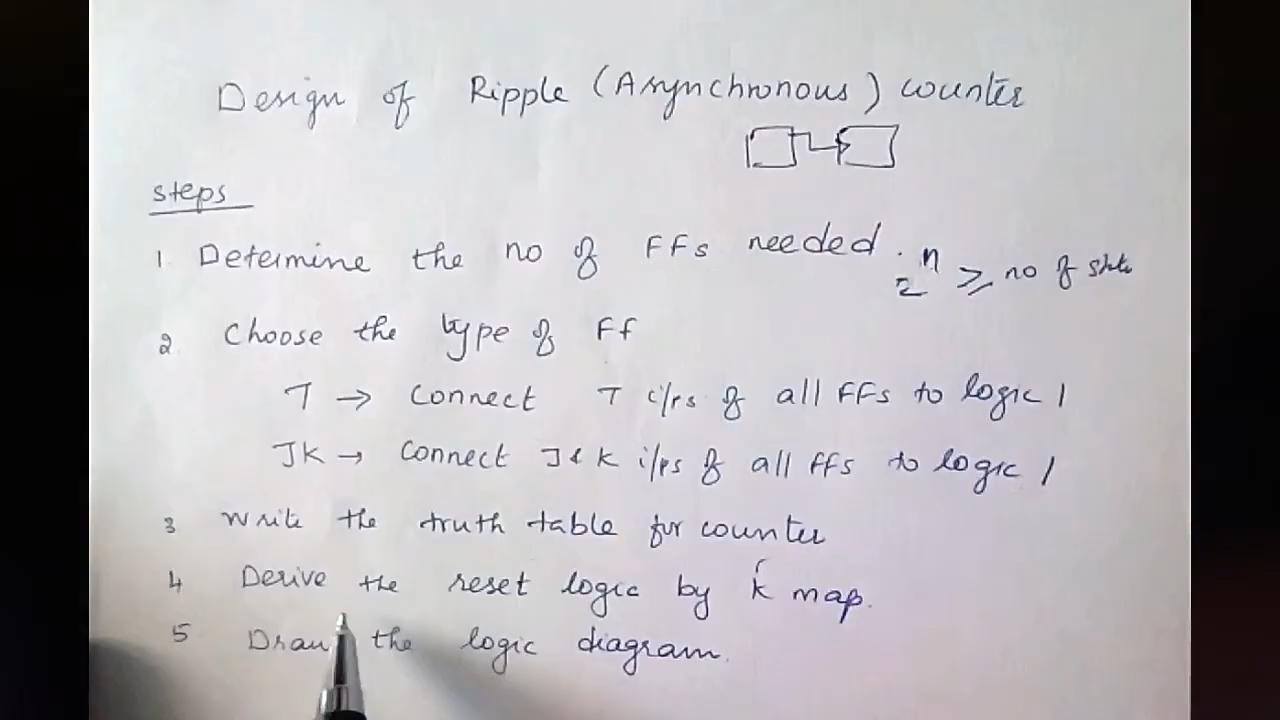 Design of Ripple (Asynchronous) counter
steps
1. Determine the no of FFs needed. 2^n ≥ no of state
2 Choose the type of FF
T → Connect T i/ps of all FFs to logic 1
JK → Connect J & K i/ps of all FFs to logic 1
3 Write the truth table for counter
4 Derive the reset logic by K map.
5 Draw the logic diagram.